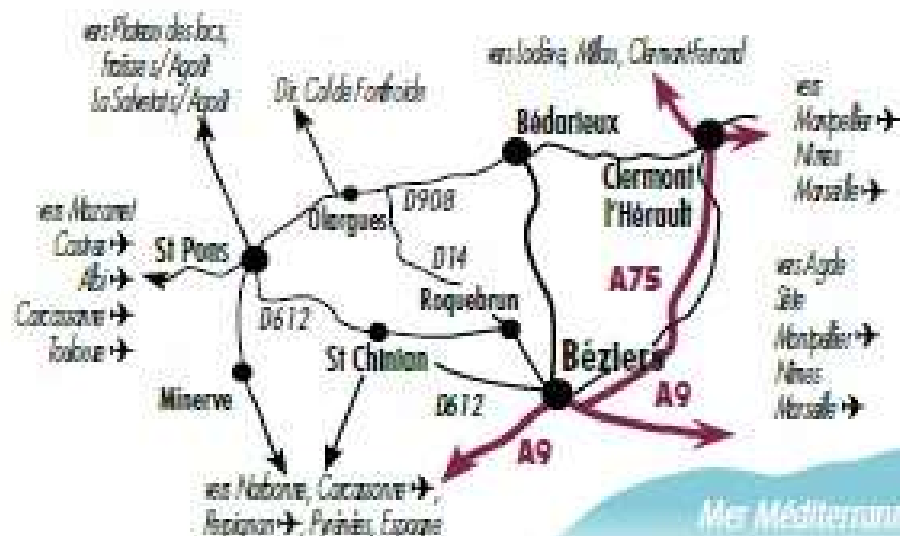 vers Plateau des lacs,
Fraisse s/ Agoût
La Salvetat s/ Agoût
Dir. Col de Fontfroide
vers Lodève, Millau, Clermont-Ferrand
vers
Montpellier ✈
Nîmes
Marseille ✈
Bédarieux
Clermont
l'Hérault
Olargues
D908
vers Mazamet
Castres ✈
Albi ✈
Carcassonne ✈
Toulouse ✈
St Pons
D14
A75
Roquebrun
D612
St Chinian
Béziers
vers Agde
Sète
Montpellier ✈
Nîmes
Marseille ✈
Minerve
D612
A9
A9
vers Narbonne, Carcassonne ✈,
Perpignan ✈, Pyrénées, Espagne
Mer Méditerrann